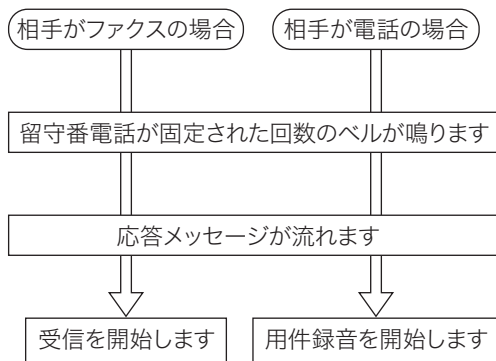 相手がファクスの場合
相手が電話の場合
留守番電話が固定された回数のベルが鳴ります
応答メッセージが流れます
受信を開始します
用件録音を開始します